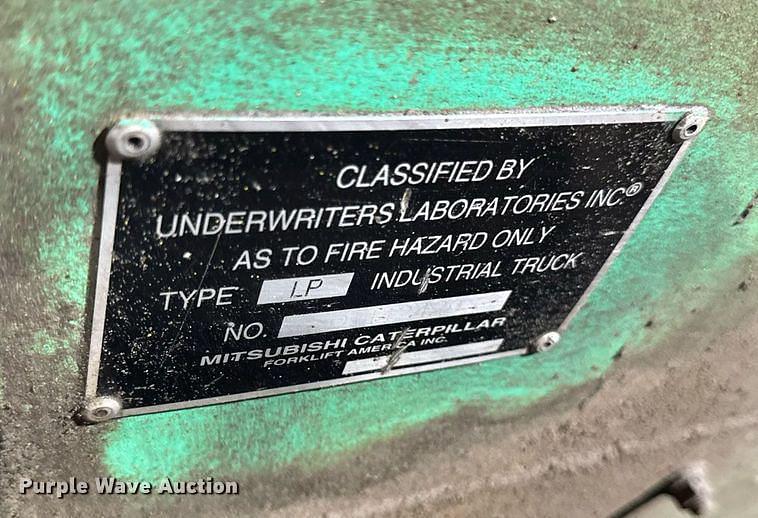 CLASSIFIED BY
UNDERWRITERS LABORATORIES INC®
AS TO FIRE HAZARD ONLY
TYPE LP INDUSTRIAL TRUCK
NO.
MITSUBISHI CATERPILLAR
FORKLIFT AMERICA INC.
Purple Wave Auction